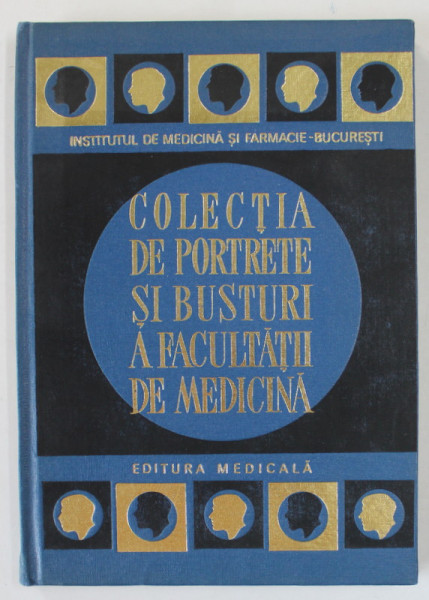 INSTITUTUL DE MEDICINĂ ȘI FARMACIE-BUCUREȘTI
COLECȚIA
DE PORTRETE
ȘI BUSTURI
A FACULTĂȚII
DE MEDICINĂ
EDITURA MEDICALĂ